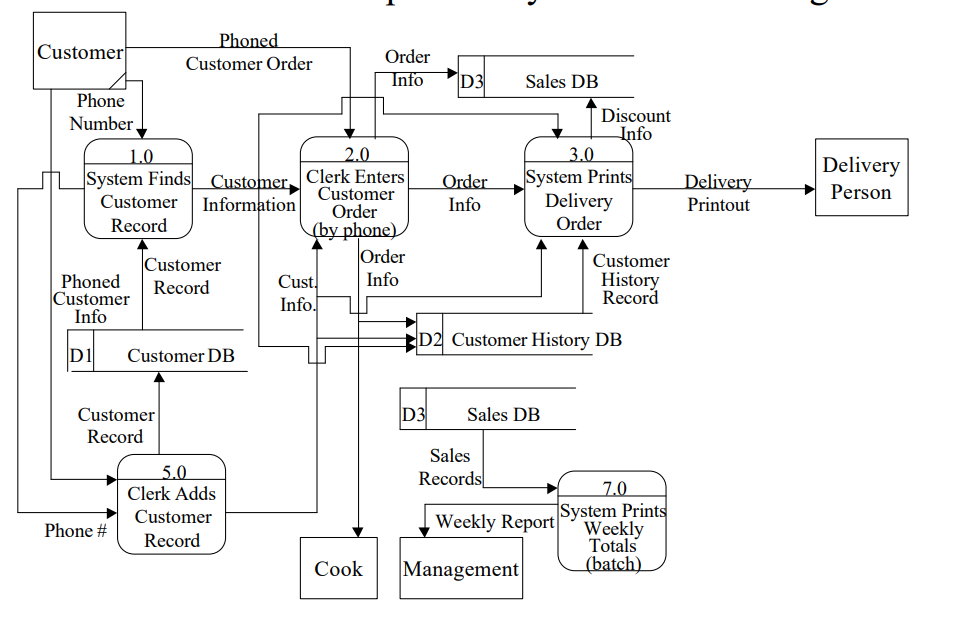 Customer
Phoned
Customer Order
Order
Info
D3
Sales DB
Phone
Number
Discount
Info
1.0
System Finds
Customer
Record
Customer
Information
2.0
Clerk Enters
Customer
Order
(by phone)
Order
Info
3.0
System Prints
Delivery
Order
Delivery
Printout
Delivery
Person
Customer
Record
Phoned
Customer
Info
Cust.
Info.
Order
Info
Customer
History
Record
D1
Customer DB
D2
Customer History DB
Customer
Record
D3
Sales DB
Sales
Records
5.0
Clerk Adds
Customer
Record
Phone #
7.0
System Prints
Weekly
Totals
(batch)
Weekly Report
Cook
Management